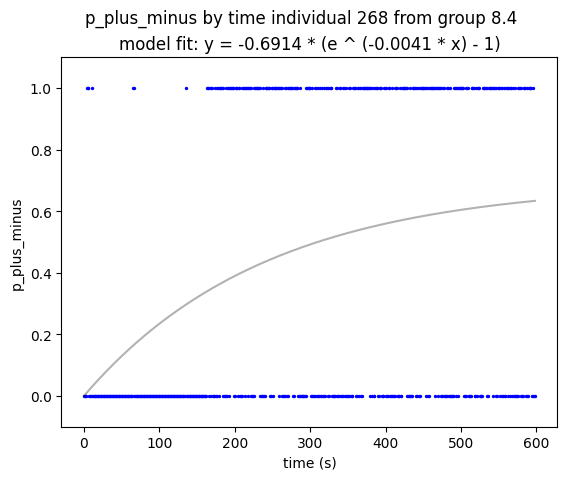 p_plus_minus by time individual 268 from group 8.4
model fit: y = -0.6914 * (e ^ (-0.0041 * x) - 1)
1.0
0.8
0.6
0.4
0.2
0.0
p_plus_minus
0 100 200 300 400 500 600
time (s)